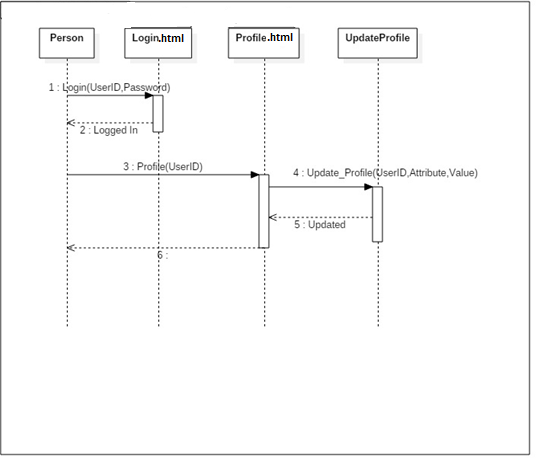 Person
Login.html
Profile.html
UpdateProfile
1 : Login(UserID,Password)
2 : Logged In
3 : Profile(UserID)
4 : Update_Profile(UserID,Attribute,Value)
5 : Updated
6 :